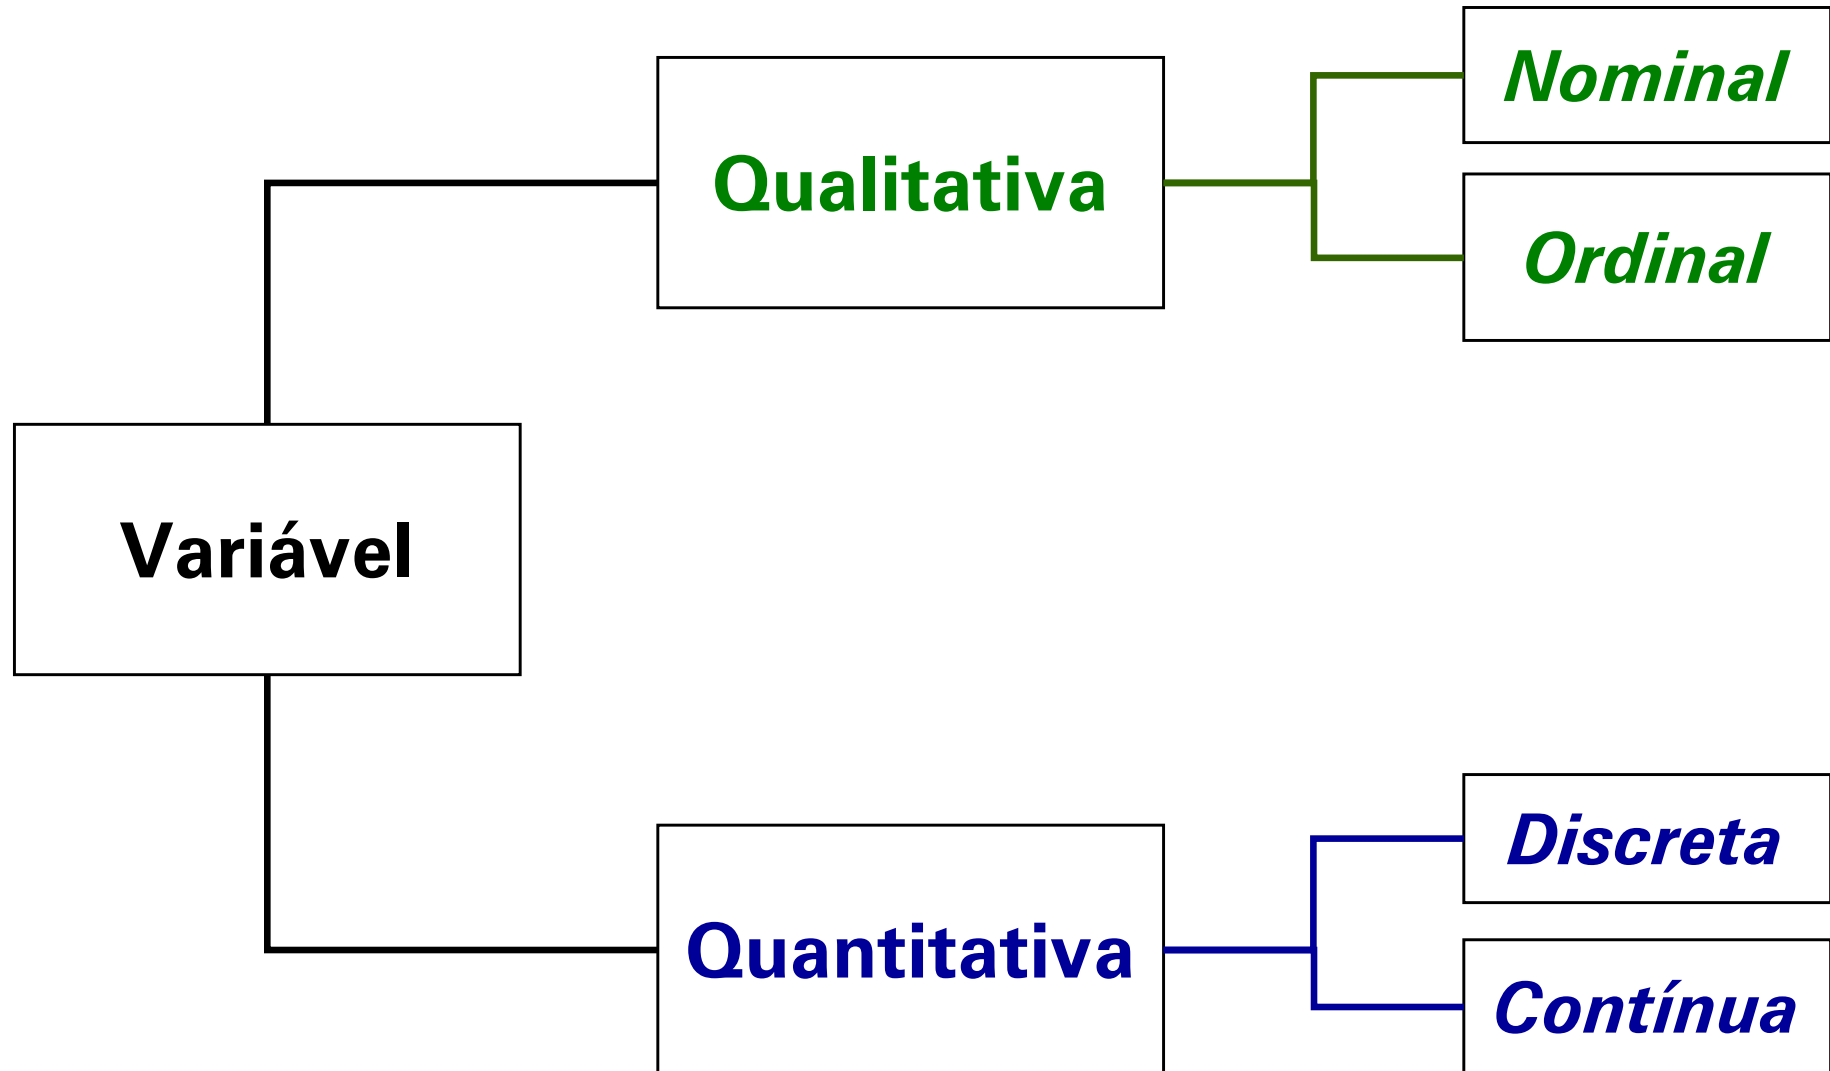 Nominal
Qualitativa
Ordinal
Variável
Discreta
Quantitativa
Contínua